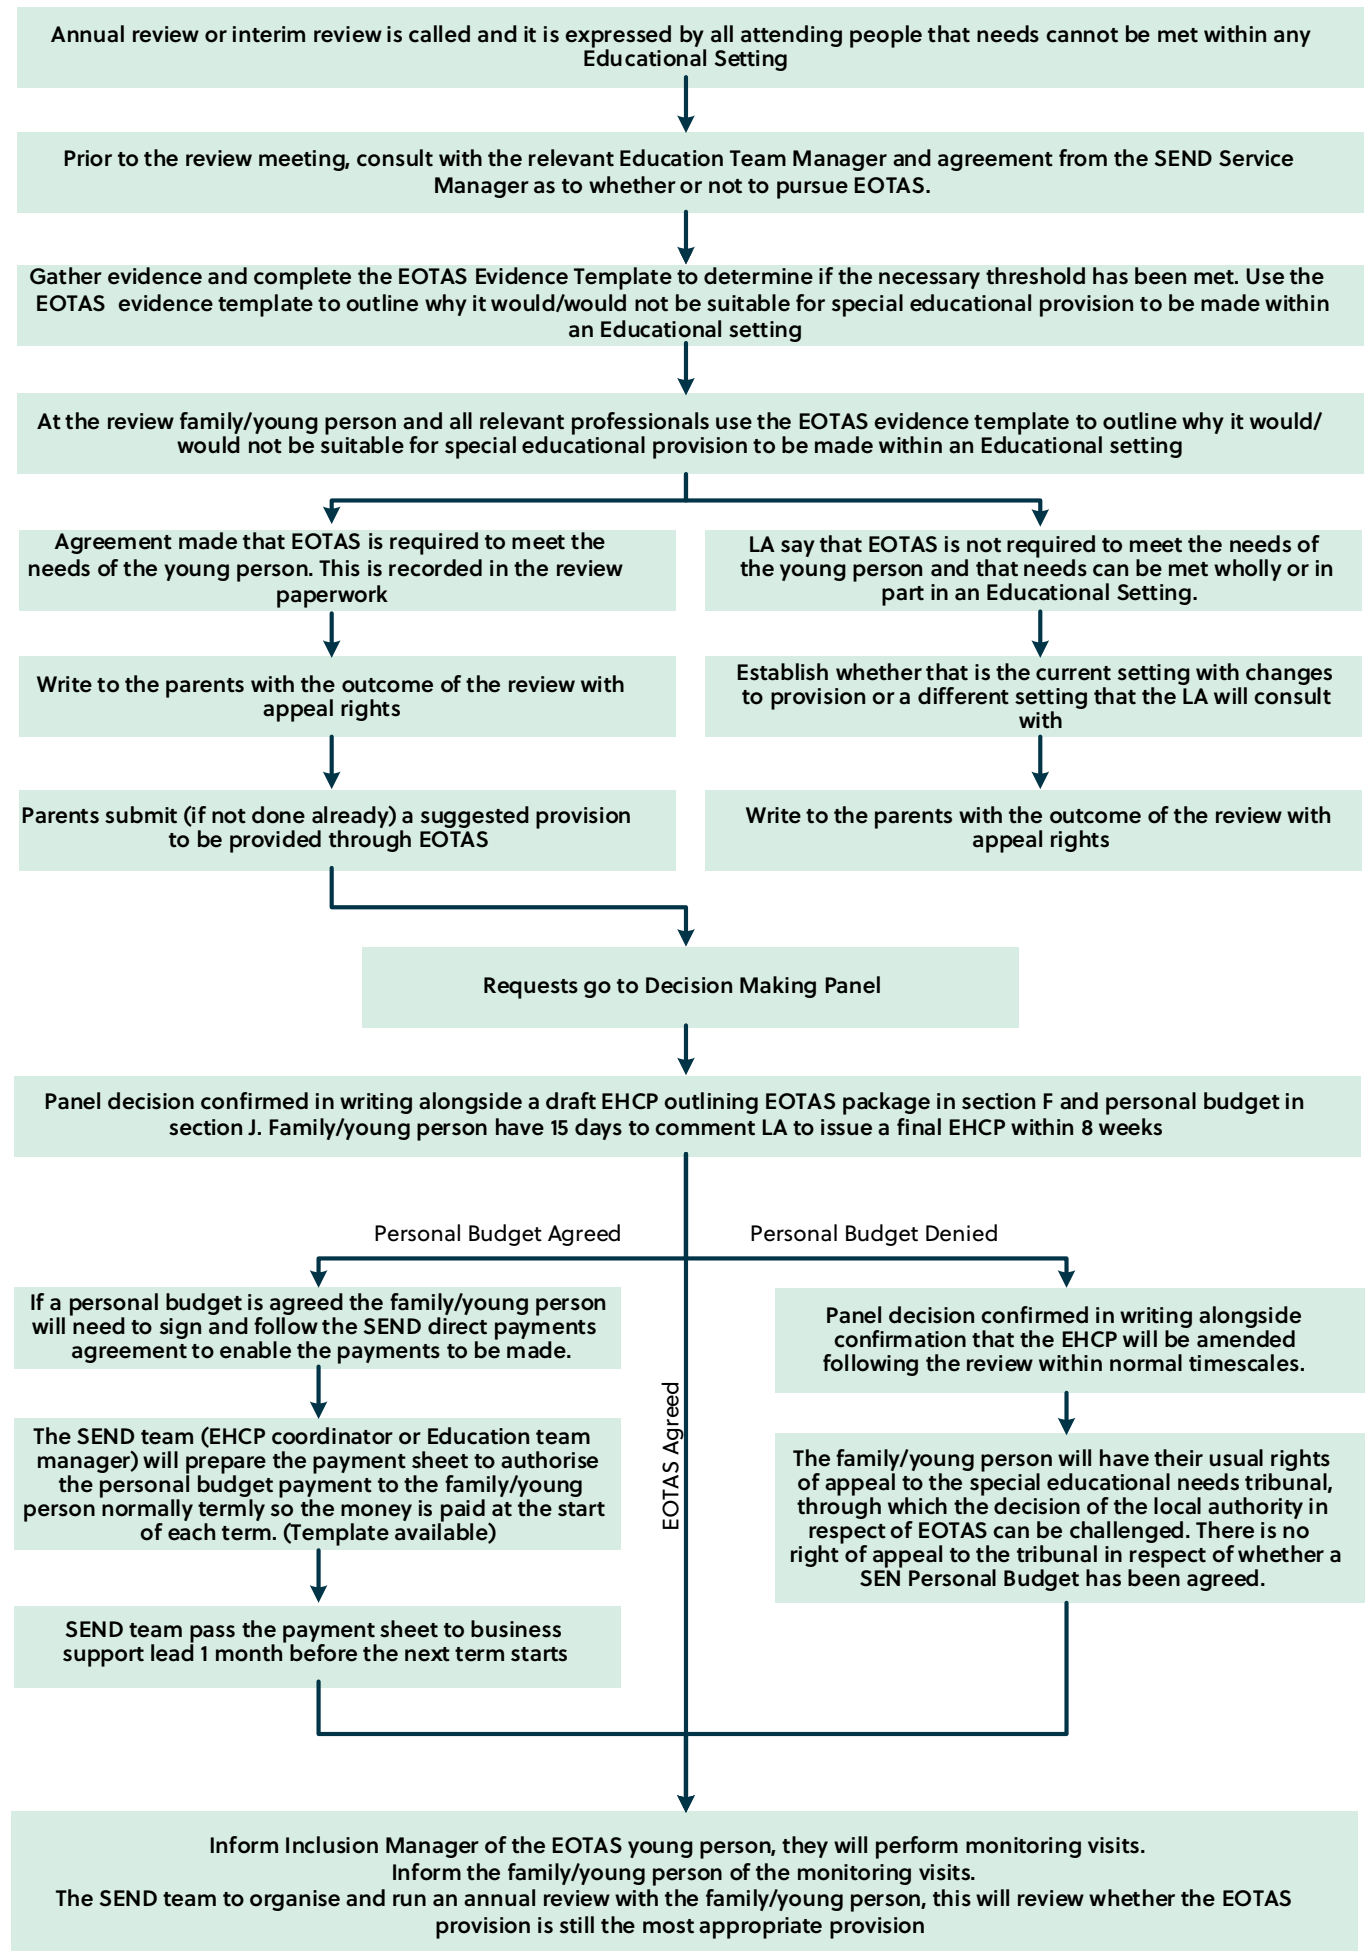 Annual review or interim review is called and it is expressed by all attending people that needs cannot be met within any
Educational Setting
Prior to the review meeting, consult with the relevant Education Team Manager and agreement from the SEND Service
Manager as to whether or not to pursue EOTAS.
Gather evidence and complete the EOTAS Evidence Template to determine if the necessary threshold has been met. Use the
EOTAS evidence template to outline why it would/would not be suitable for special educational provision to be made within
an Educational setting
At the review family/young person and all relevant professionals use the EOTAS evidence template to outline why it would/
would not be suitable for special educational provision to be made within an Educational setting
Agreement made that EOTAS is required to meet the
needs of the young person. This is recorded in the review
paperwork
LA say that EOTAS is not required to meet the needs of
the young person and that needs can be met wholly or in
part in an Educational Setting.
Write to the parents with the outcome of the review with
appeal rights
Establish whether that is the current setting with changes
to provision or a different setting that the LA will consult
with
Parents submit (if not done already) a suggested provision
to be provided through EOTAS
Write to the parents with the outcome of the review with
appeal rights
Requests go to Decision Making Panel
Panel decision confirmed in writing alongside a draft EHCP outlining EOTAS package in section F and personal budget in
section J. Family/young person have 15 days to comment LA to issue a final EHCP within 8 weeks
Personal Budget Agreed
Personal Budget Denied
EOTAS Agreed
If a personal budget is agreed the family/young person
will need to sign and follow the SEND direct payments
agreement to enable the payments to be made.
The SEND team (EHCP coordinator or Education team
manager) will prepare the payment sheet to authorise
the personal budget payment to the family/young
person normally termly so the money is paid at the start
of each term. (Template available)
SEND team pass the payment sheet to business
support lead 1 month before the next term starts
Panel decision confirmed in writing alongside
confirmation that the EHCP will be amended
following the review within normal timescales.
The family/young person will have their usual rights
of appeal to the special educational needs tribunal,
through which the decision of the local authority in
respect of EOTAS can be challenged. There is no
right of appeal to the tribunal in respect of whether a
SEN Personal Budget has been agreed.
Inform Inclusion Manager of the EOTAS young person, they will perform monitoring visits.
Inform the family/young person of the monitoring visits.
The SEND team to organise and run an annual review with the family/young person, this will review whether the EOTAS
provision is still the most appropriate provision